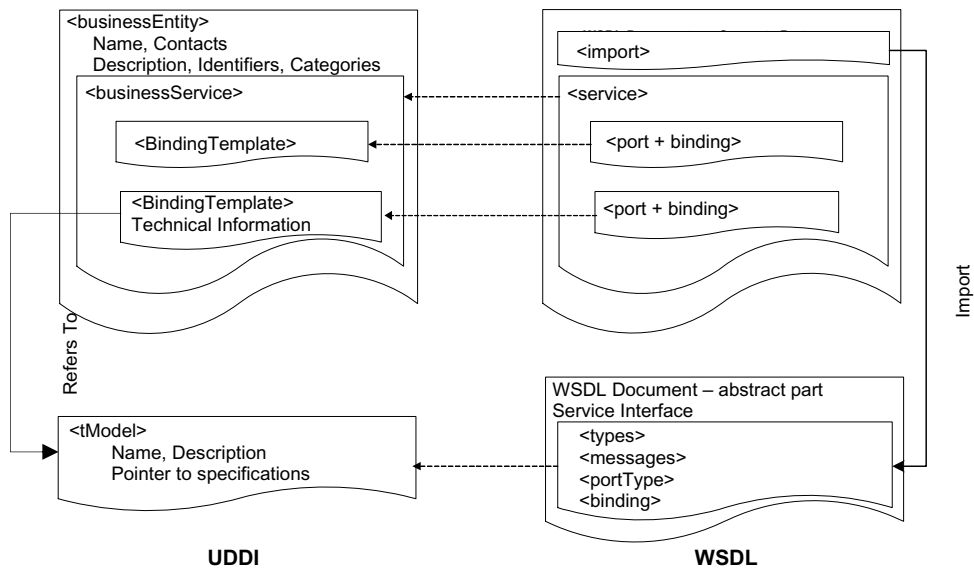 <businessEntity>
Name, Contacts
Description, Identifiers, Categories
<businessService>
<BindingTemplate>
<BindingTemplate>
Technical Information
Refers To
<tModel>
Name, Description
Pointer to specifications
UDDI
<import>
<service>
<port + binding>
<port + binding>
Import
WSDL Document – abstract part
Service Interface
<types>
<messages>
<portType>
<binding>
WSDL